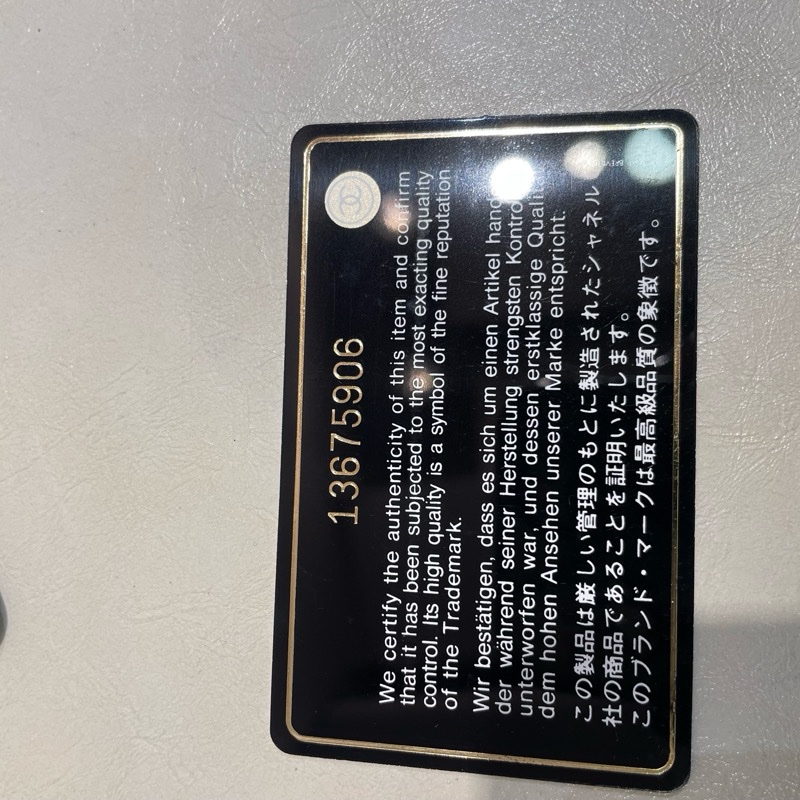 13675906
We certify the authenticity of this item and confirm
that it has been subjected to the most exacting quality
control. Its high quality is a symbol of the fine reputation
of the Trademark.
Wir bestätigen, dass es sich um einen Artikel
der während seiner Herstellung strengsten
unterworfen war, und dessen erstklassige
dem hohen Ansehen unserer Marke entspricht.
この製品は厳しい管理のもとに製造されたシャネル
社の商品であることを証明いたします。
このブランド・マークは最高級品質の象徴です。